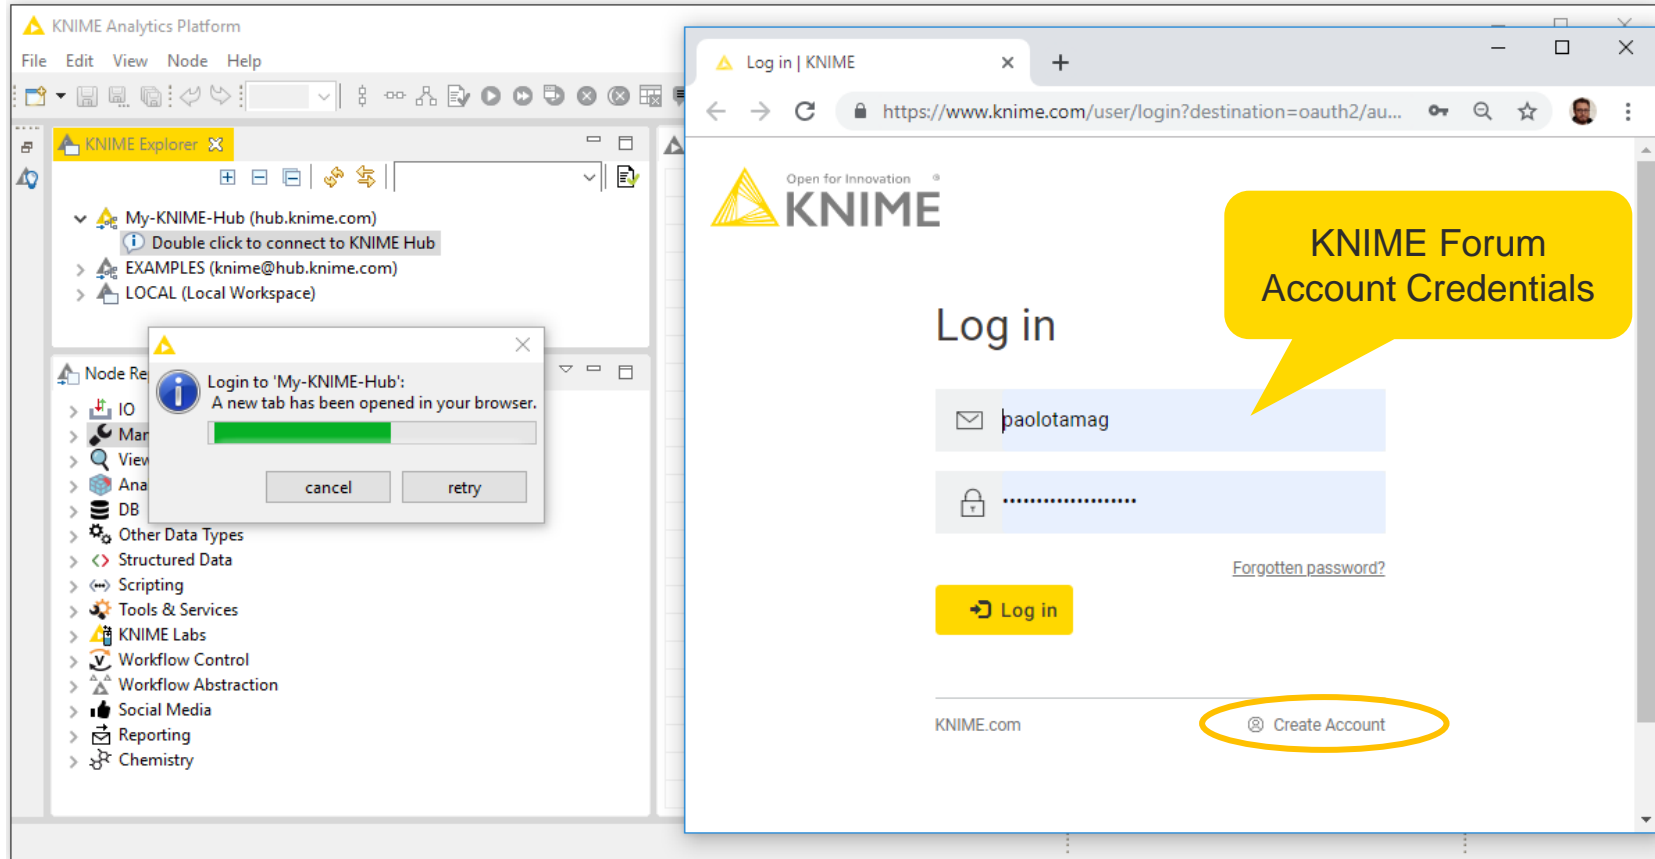 KNIME Analytics Platform
File Edit View Node Help
KNIME Explorer
My-KNIME-Hub (hub.knime.com)
Double click to connect to KNIME Hub
EXAMPLES (knime@hub.knime.com)
LOCAL (Local Workspace)
Login to 'My-KNIME-Hub':
A new tab has been opened in your browser.
cancel retry
Node Re
IO
Man
View
Ana
DB
Other Data Types
Structured Data
Scripting
Tools & Services
KNIME Labs
Workflow Control
Workflow Abstraction
Social Media
Reporting
Chemistry
Log in | KNIME
https://www.knime.com/user/login?destination=oauth2/au...
Open for Innovation ®
KNIME
KNIME Forum
Account Credentials
Log in
paolotamag
••••••••••••••••••••
Forgotten password?
Log in
KNIME.com Create Account